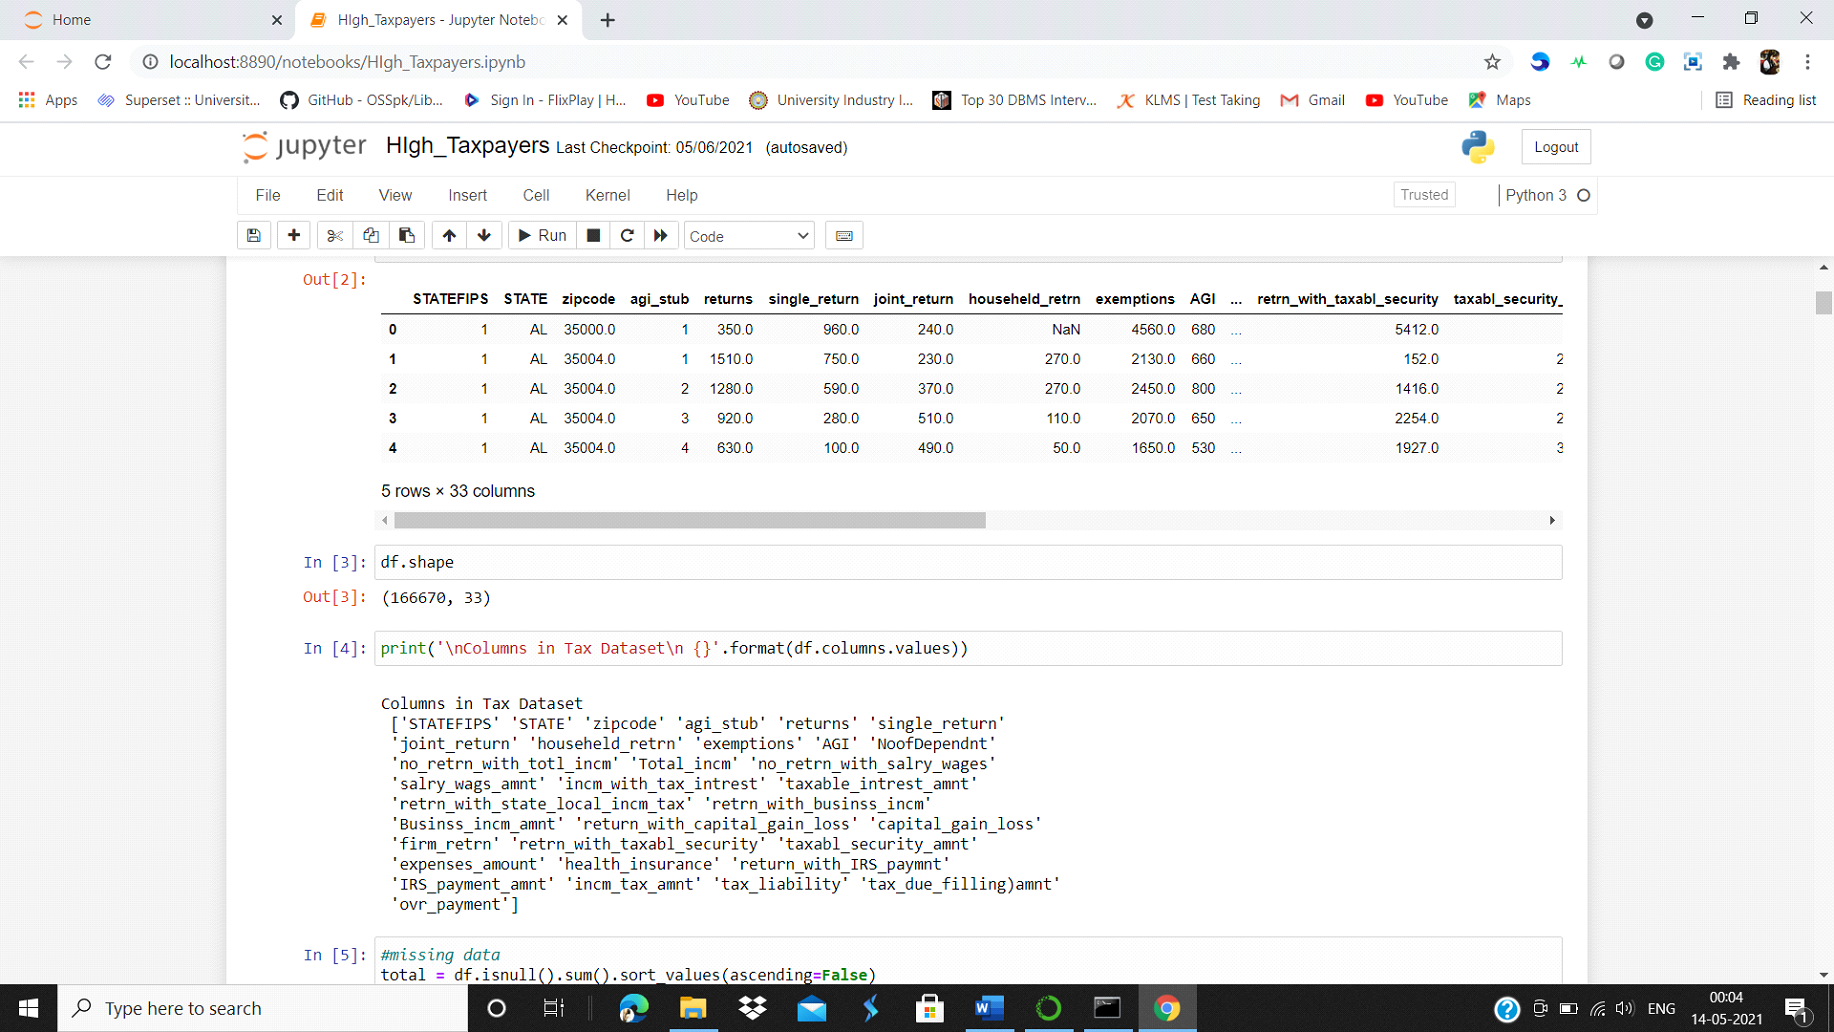 Home
HIgh_Taxpayers - Jupyter Notebo
localhost:8890/notebooks/HIgh_Taxpayers.ipynb
Apps Superset :: Universit... GitHub - OSSpk/Lib... Sign In - FlixPlay | H... YouTube University Industry I... Top 30 DBMS Interv... KLMS | Test Taking Gmail YouTube Maps Reading list
jupyter HIgh_Taxpayers Last Checkpoint: 05/06/2021 (autosaved) Logout
File Edit View Insert Cell Kernel Help Trusted Python 3
Run Code
Out[2]:
STATEFIPS STATE zipcode agi_stub returns single_return joint_return househeld_retrn exemptions AGI ... retrn_with_taxabl_security taxabl_security_
0 1 AL 35000.0 1 350.0 960.0 240.0 NaN 4560.0 680 ... 5412.0
1 1 AL 35004.0 1 1510.0 750.0 230.0 270.0 2130.0 660 ... 152.0 2
2 1 AL 35004.0 2 1280.0 590.0 370.0 270.0 2450.0 800 ... 1416.0 2
3 1 AL 35004.0 3 920.0 280.0 510.0 110.0 2070.0 650 ... 2254.0 2
4 1 AL 35004.0 4 630.0 100.0 490.0 50.0 1650.0 530 ... 1927.0 3
5 rows × 33 columns
In [3]: df.shape
Out[3]: (166670, 33)
In [4]: print('\nColumns in Tax Dataset\n {}'.format(df.columns.values))
Columns in Tax Dataset
['STATEFIPS' 'STATE' 'zipcode' 'agi_stub' 'returns' 'single_return'
'joint_return' 'househeld_retrn' 'exemptions' 'AGI' 'NoofDependnt'
'no_retrn_with_totl_incm' 'Total_incm' 'no_retrn_with_salry_wages'
'salry_wags_amnt' 'incm_with_tax_intrest' 'taxable_intrest_amnt'
'retrn_with_state_local_incm_tax' 'retrn_with_businss_incm'
'Businss_incm_amnt' 'return_with_capital_gain_loss' 'capital_gain_loss'
'firm_retrn' 'retrn_with_taxabl_security' 'taxabl_security_amnt'
'expenses_amount' 'health_insurance' 'return_with_IRS_paymnt'
'IRS_payment_amnt' 'incm_tax_amnt' 'tax_liability' 'tax_due_filling)amnt'
'ovr_payment']
In [5]: #missing data
total = df.isnull().sum().sort_values(ascending=False)
Type here to search
ENG
00:04
14-05-2021
1